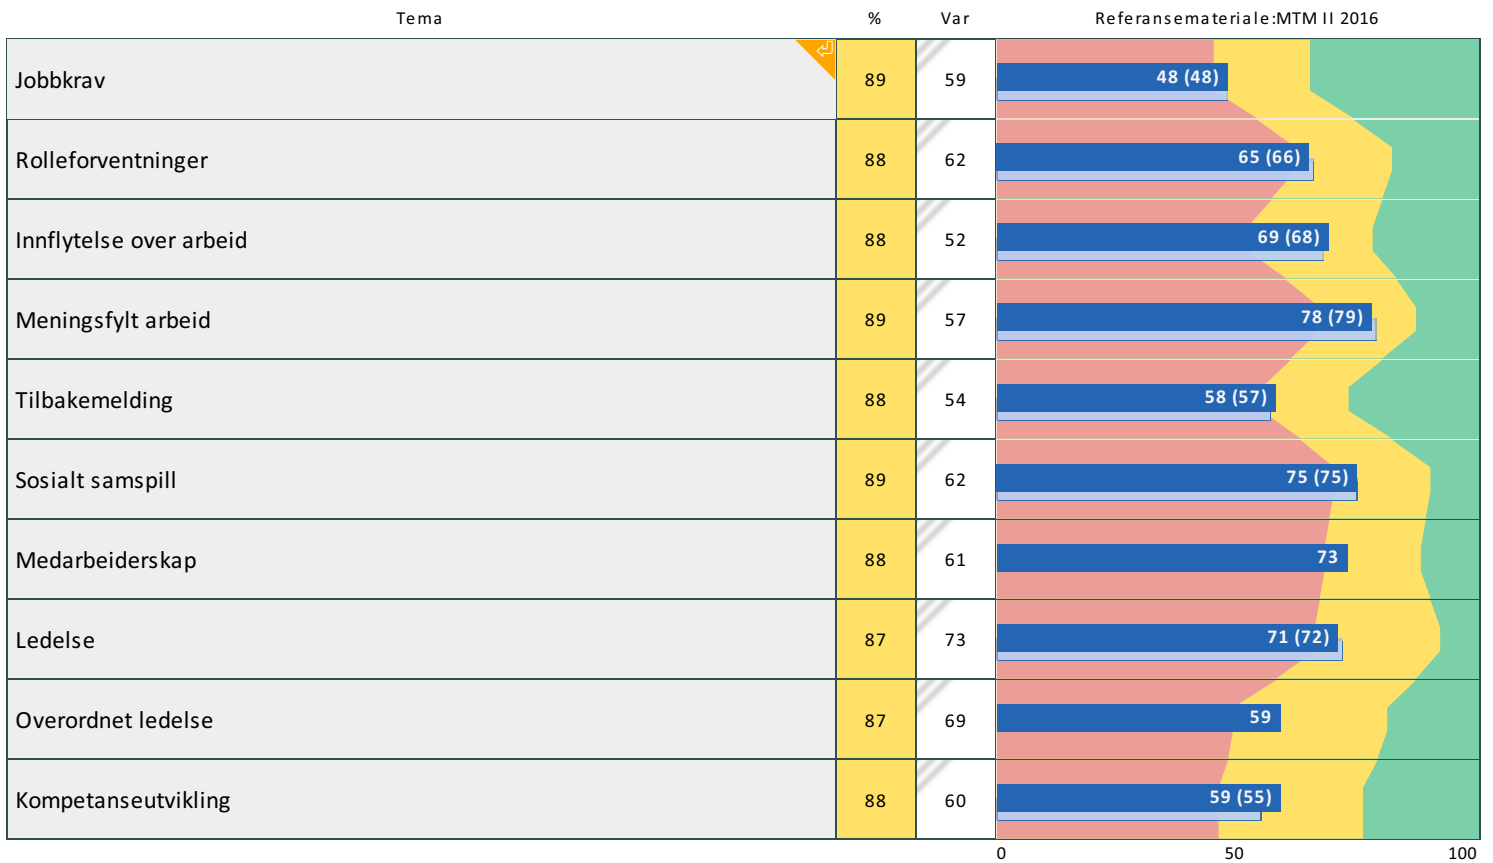 Tema % Var Referansemateriale:MTM II 2016
Jobbkrav 89 59 48 (48)
Rolleforventninger 88 62 65 (66)
Innflytelse over arbeid 88 52 69 (68)
Meningsfylt arbeid 89 57 78 (79)
Tilbakemelding 88 54 58 (57)
Sosialt samspill 89 62 75 (75)
Medarbeiderskap 88 61 73
Ledelse 87 73 71 (72)
Overordnet ledelse 87 69 59
Kompetanseutvikling 88 60 59 (55)
0 50 100